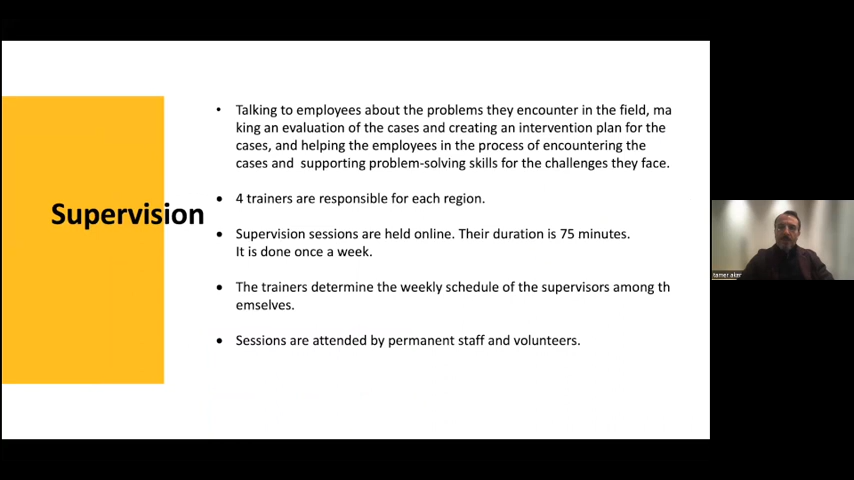 Supervision
• Talking to employees about the problems they encounter in the field, ma
king an evaluation of the cases and creating an intervention plan for the
cases, and helping the employees in the process of encountering the
cases and supporting problem-solving skills for the challenges they face.
• 4 trainers are responsible for each region.
• Supervision sessions are held online. Their duration is 75 minutes.
It is done once a week.
• The trainers determine the weekly schedule of the supervisors among th
emselves.
• Sessions are attended by permanent staff and volunteers.
tamer aker